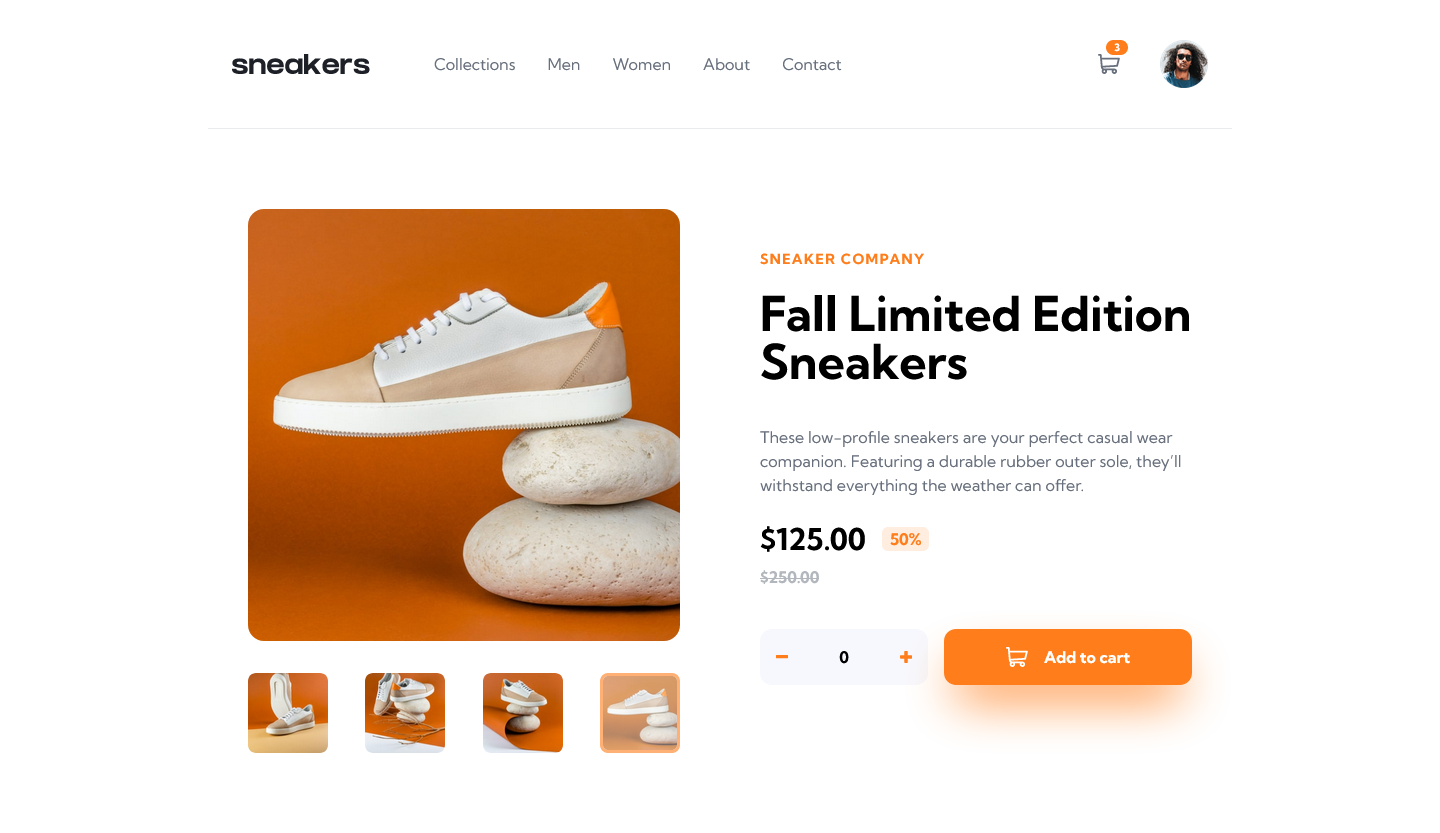 sneakers
Collections
Men
Women
About
Contact
3
SNEAKER COMPANY
Fall Limited Edition
Sneakers
These low-profile sneakers are your perfect casual wear
companion. Featuring a durable rubber outer sole, they’ll
withstand everything the weather can offer.
$125.00
50%
$250.00
0
Add to cart